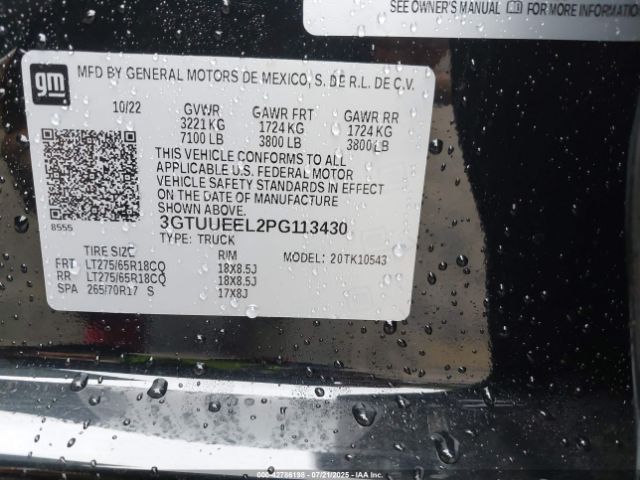 SEE OWNER'S MANUAL FOR MORE INFORMATION
gm
MFD BY GENERAL MOTORS DE MEXICO, S. DE R.L. DE C.V.
10/22 GVWR GAWR FRT GAWR RR
3221 KG 1724 KG 1724 KG
7100 LB 3800 LB 3800 LB
THIS VEHICLE CONFORMS TO ALL
APPLICABLE U.S. FEDERAL MOTOR
VEHICLE SAFETY STANDARDS IN EFFECT
ON THE DATE OF MANUFACTURE
SHOWN ABOVE.
8555 3GTUUEEL2PG113430
TYPE: TRUCK
TIRE SIZE RIM MODEL: 20TK10543
FRT LT275/65R18CQ 18X8.5J
RR LT275/65R18CQ 18X8.5J
SPA 265/70R17 S 17X8J
000-42786198 - 07/21/2025 - IAA Inc.